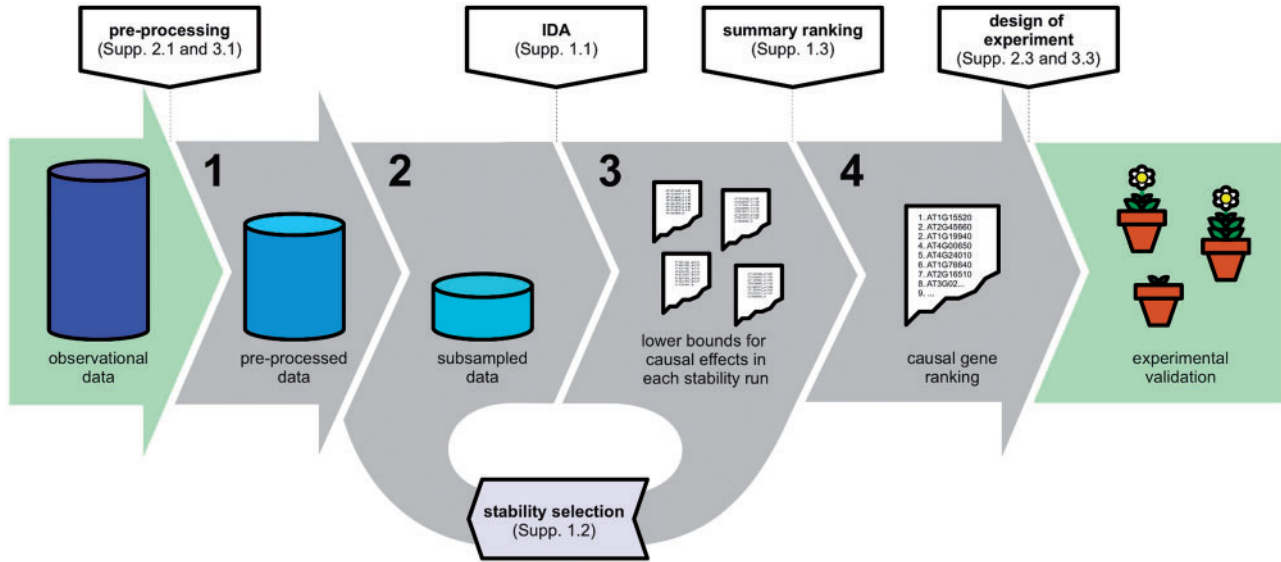 pre-processing
(Supp. 2.1 and 3.1)
IDA
(Supp. 1.1)
summary ranking
(Supp. 1.3)
design of
experiment
(Supp. 2.3 and 3.3)
1
2
3
4
1. AT1G15520
2. AT2G45660
2. AT1G19940
4. AT4G00650
5. AT4G24010
6. AT1G76640
7. AT2G16510
8. AT3G02...
9. ...
observational
data
pre-processed
data
subsampled
data
lower bounds for
causal effects in
each stability run
causal gene
ranking
experimental
validation
stability selection
(Supp. 1.2)